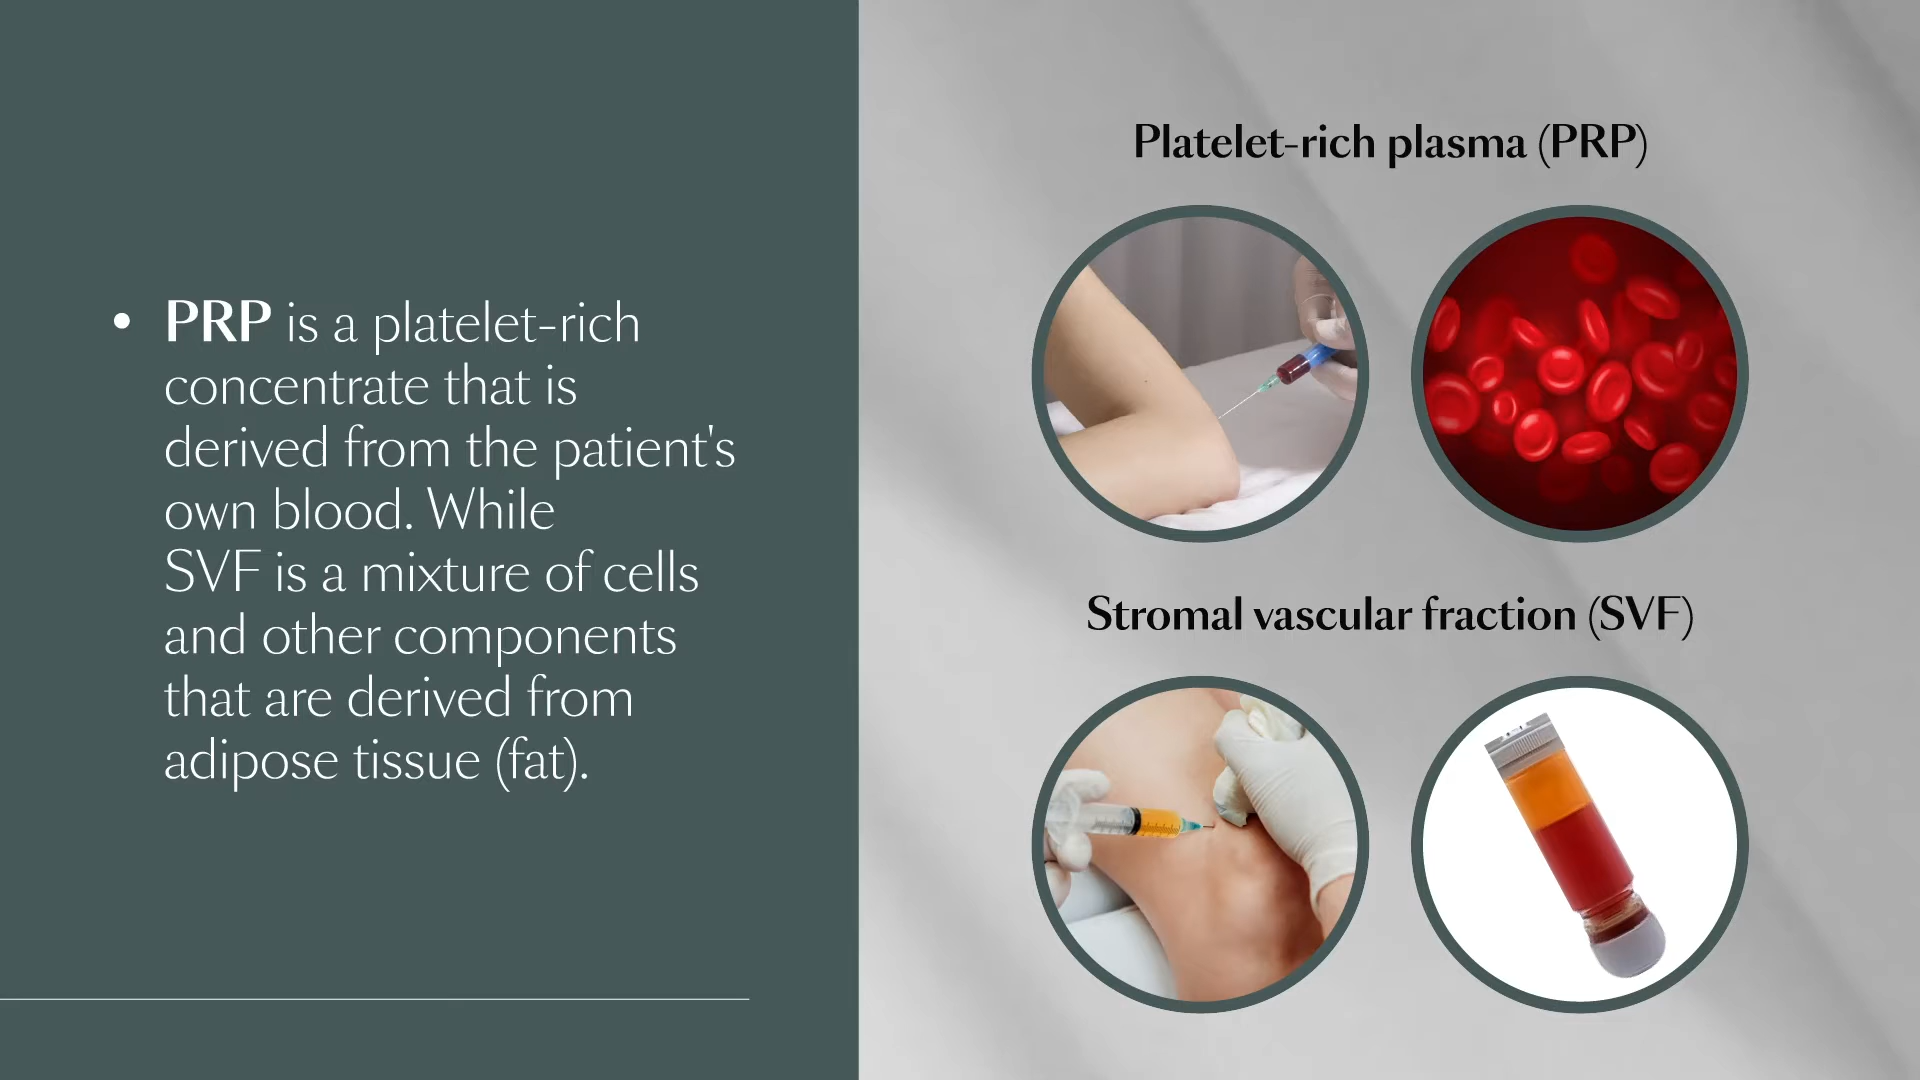 • PRP is a platelet-rich
concentrate that is
derived from the patient's
own blood. While
SVF is a mixture of cells
and other components
that are derived from
adipose tissue (fat).
Platelet-rich plasma (PRP)
Stromal vascular fraction (SVF)